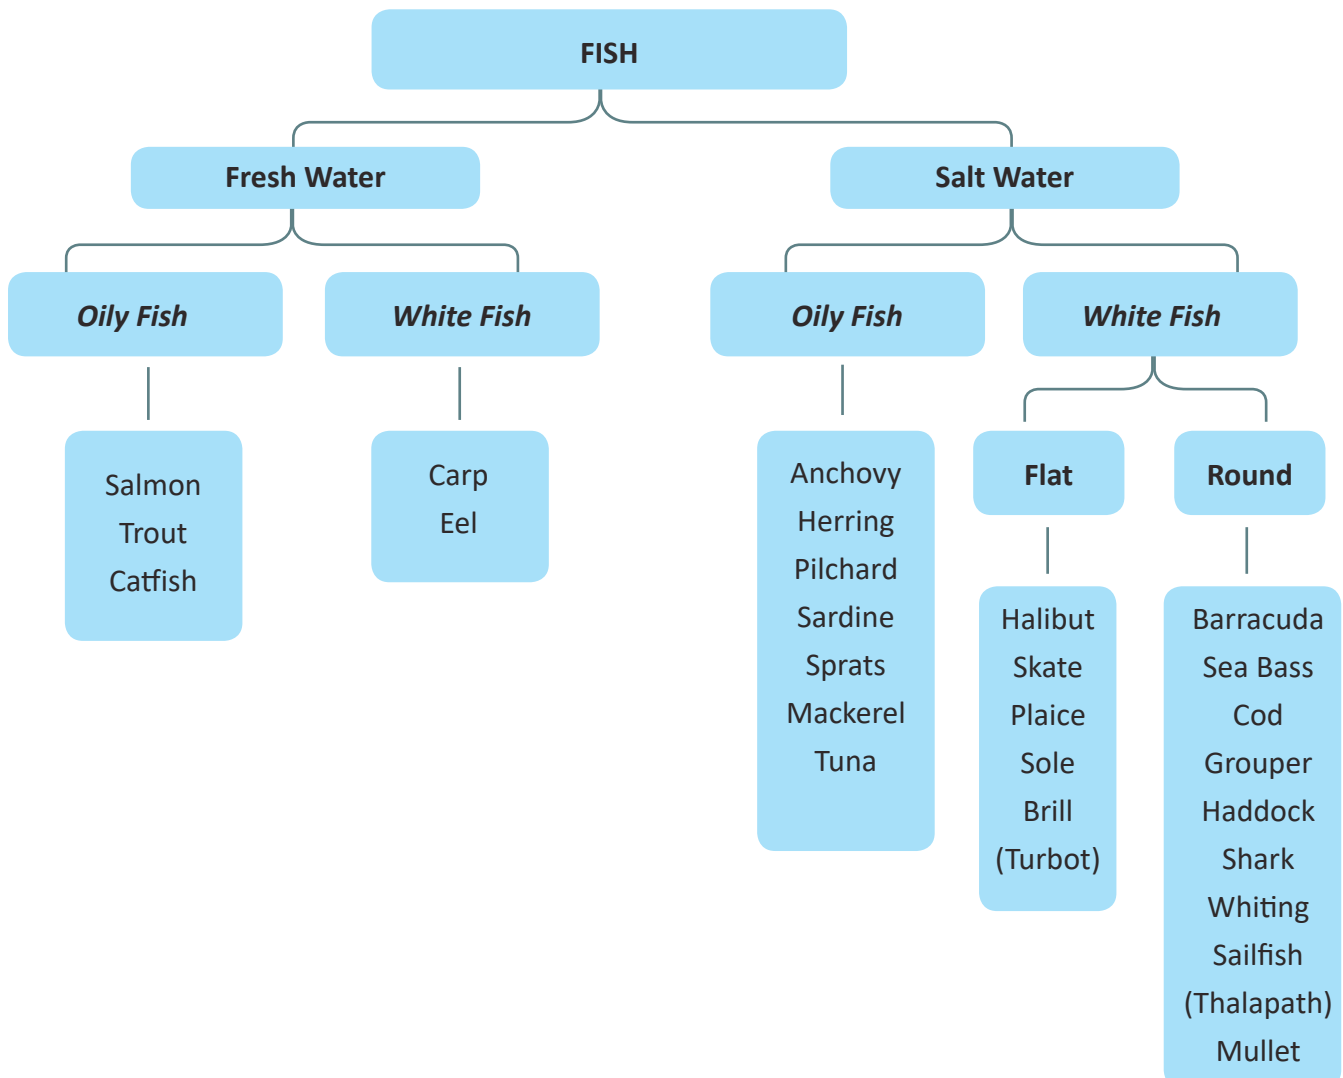 FISH
Fresh Water
Salt Water
Oily Fish
White Fish
Oily Fish
White Fish
Salmon
Trout
Catfish
Carp
Eel
Anchovy
Herring
Pilchard
Sardine
Sprats
Mackerel
Tuna
Flat
Round
Halibut
Skate
Plaice
Sole
Brill
(Turbot)
Barracuda
Sea Bass
Cod
Grouper
Haddock
Shark
Whiting
Sailfish
(Thalapath)
Mullet